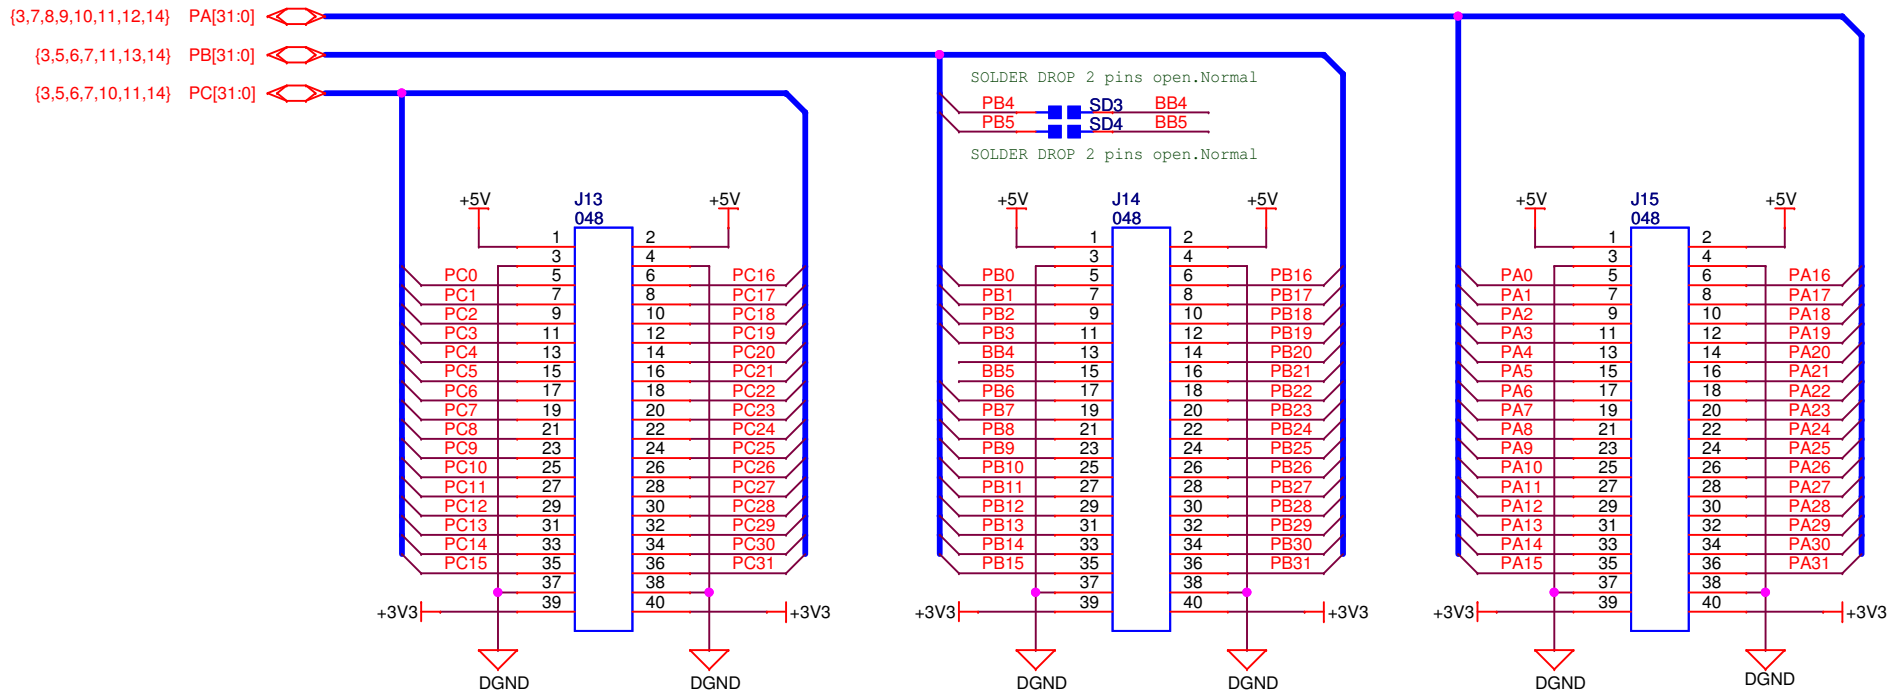 {3,7,8,9,10,11,12,14} PA[31:0]
{3,5,6,7,11,13,14} PB[31:0]
{3,5,6,7,10,11,14} PC[31:0]
SOLDER DROP 2 pins open.Normal
PB4 SD3 BB4
PB5 SD4 BB5
SOLDER DROP 2 pins open.Normal
J13
048
+5V +5V
1 2
3 4
PC0 5 6 PC16
PC1 7 8 PC17
PC2 9 10 PC18
PC3 11 12 PC19
PC4 13 14 PC20
PC5 15 16 PC21
PC6 17 18 PC22
PC7 19 20 PC23
PC8 21 22 PC24
PC9 23 24 PC25
PC10 25 26 PC26
PC11 27 28 PC27
PC12 29 30 PC28
PC13 31 32 PC29
PC14 33 34 PC30
PC15 35 36 PC31
37 38
+3V3 39 40 +3V3
DGND DGND
J14
048
+5V +5V
1 2
3 4
PB0 5 6 PB16
PB1 7 8 PB17
PB2 9 10 PB18
PB3 11 12 PB19
BB4 13 14 PB20
BB5 15 16 PB21
PB6 17 18 PB22
PB7 19 20 PB23
PB8 21 22 PB24
PB9 23 24 PB25
PB10 25 26 PB26
PB11 27 28 PB27
PB12 29 30 PB28
PB13 31 32 PB29
PB14 33 34 PB30
PB15 35 36 PB31
37 38
+3V3 39 40 +3V3
DGND DGND
J15
048
+5V +5V
1 2
3 4
PA0 5 6 PA16
PA1 7 8 PA17
PA2 9 10 PA18
PA3 11 12 PA19
PA4 13 14 PA20
PA5 15 16 PA21
PA6 17 18 PA22
PA7 19 20 PA23
PA8 21 22 PA24
PA9 23 24 PA25
PA10 25 26 PA26
PA11 27 28 PA27
PA12 29 30 PA28
PA13 31 32 PA29
PA14 33 34 PA30
PA15 35 36 PA31
37 38
+3V3 39 40 +3V3
DGND DGND